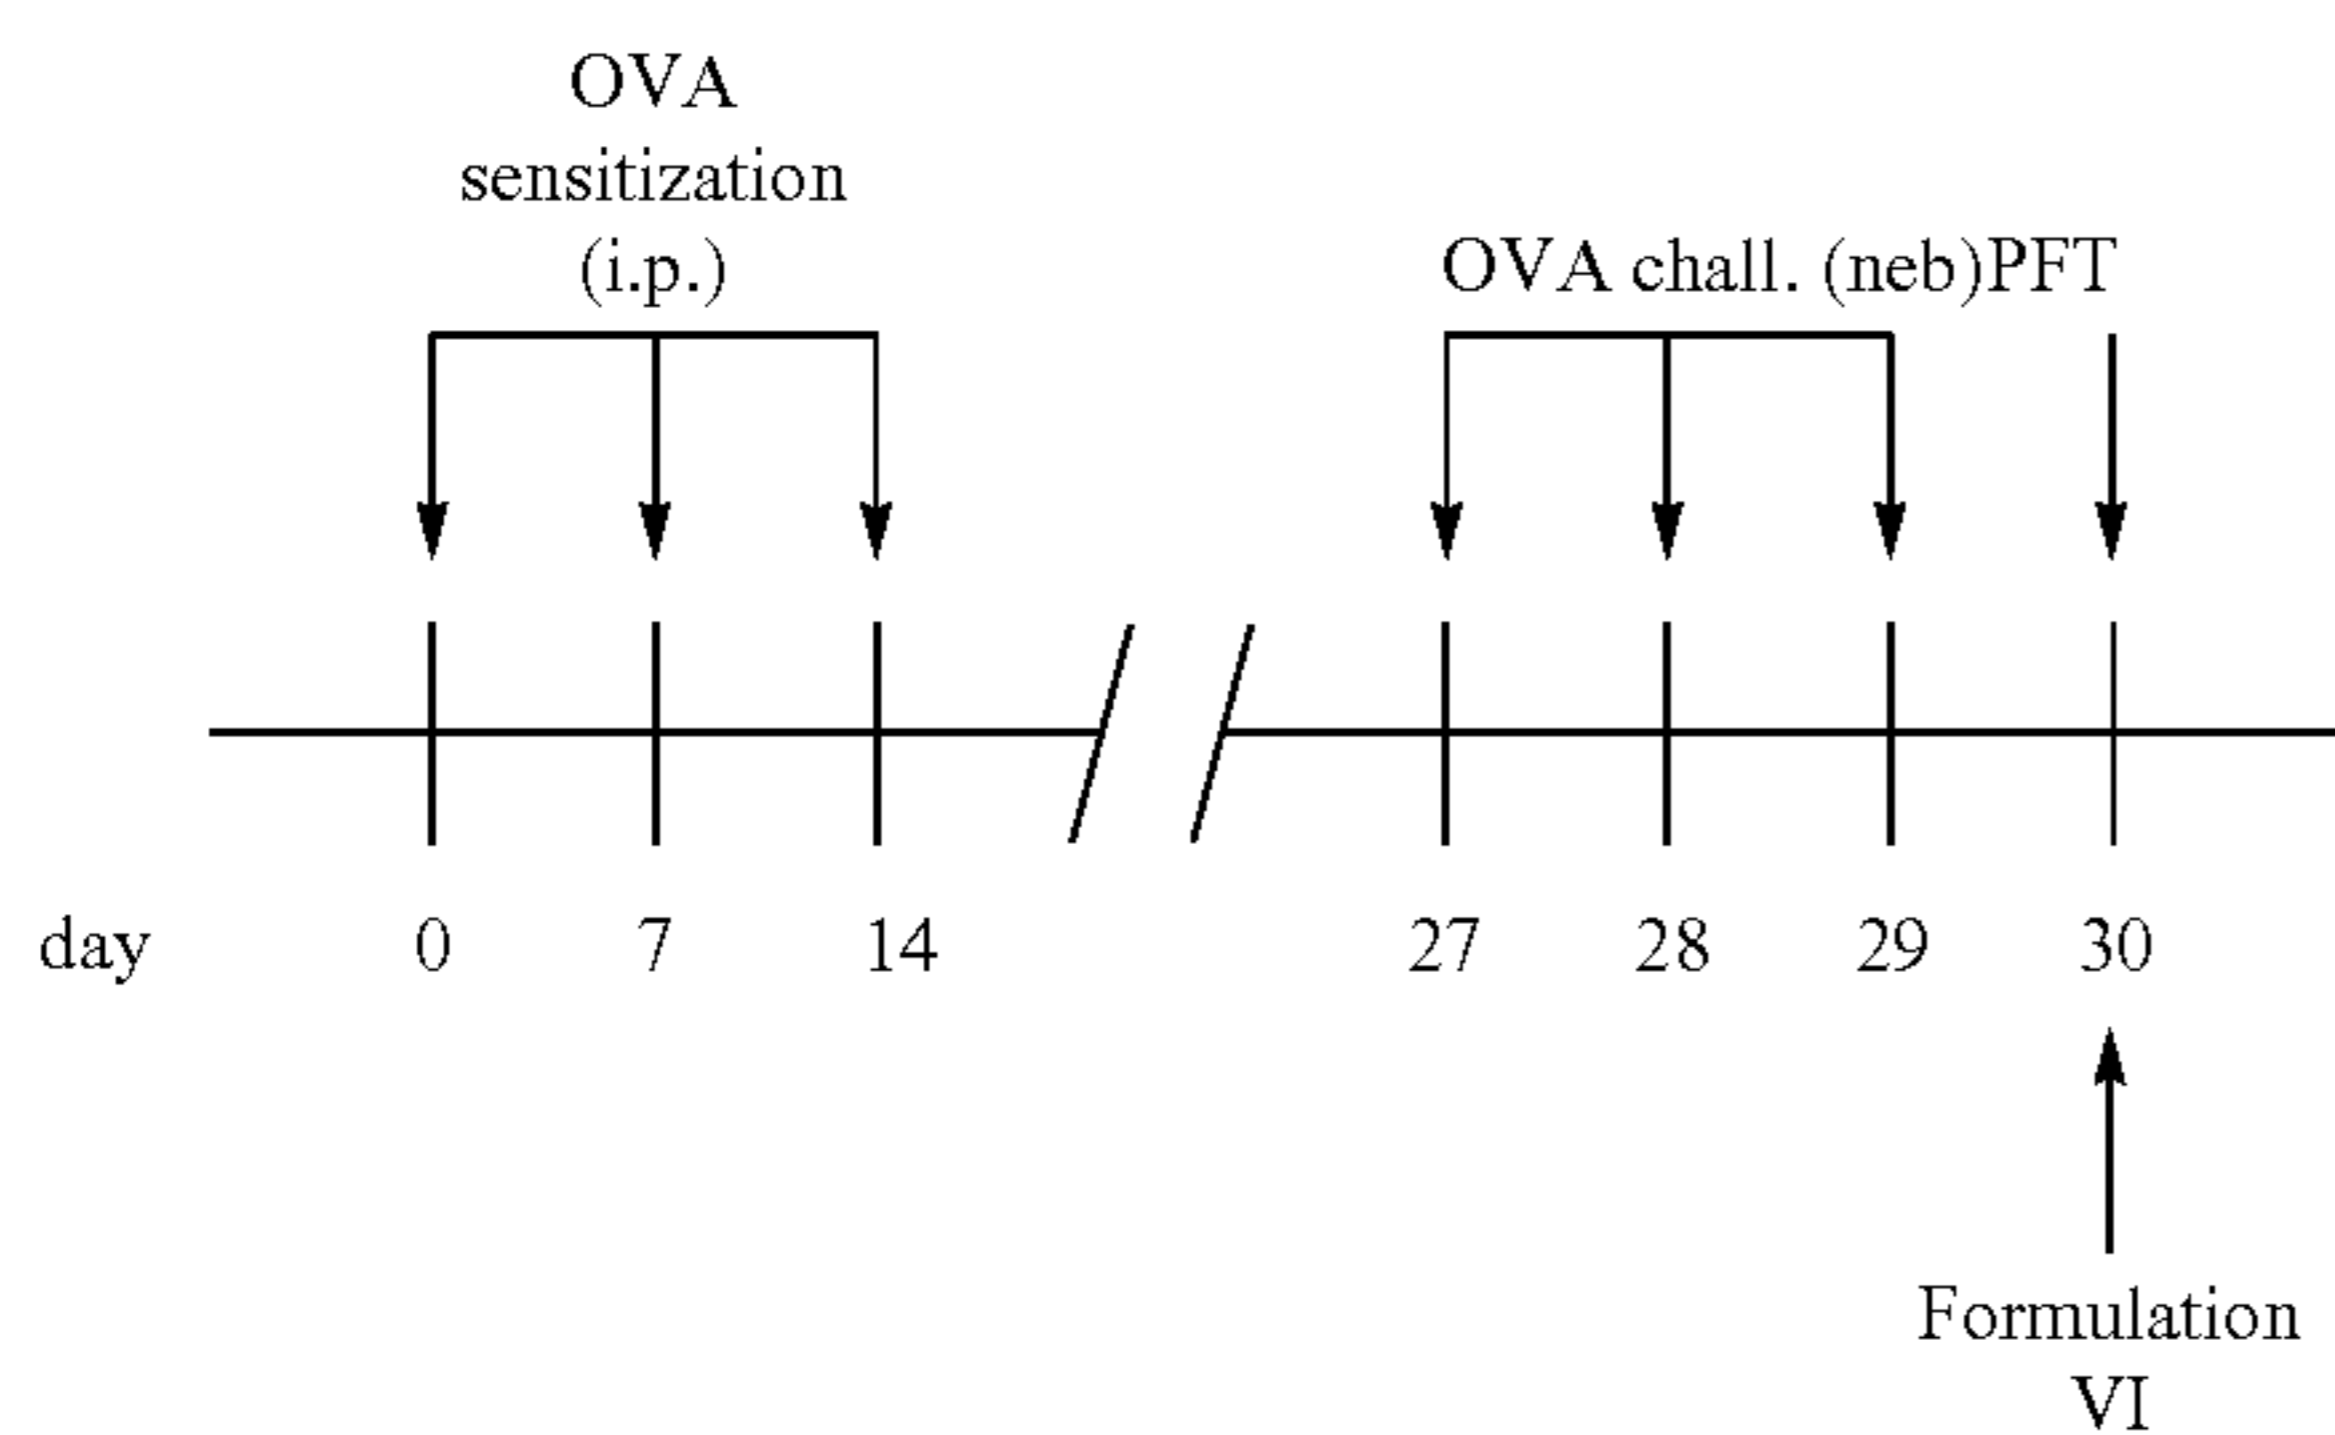 OVA
sensitization
(i.p.)
OVA chall. (neb)PFT
day 0 7 14 27 28 29 30
Formulation
VI